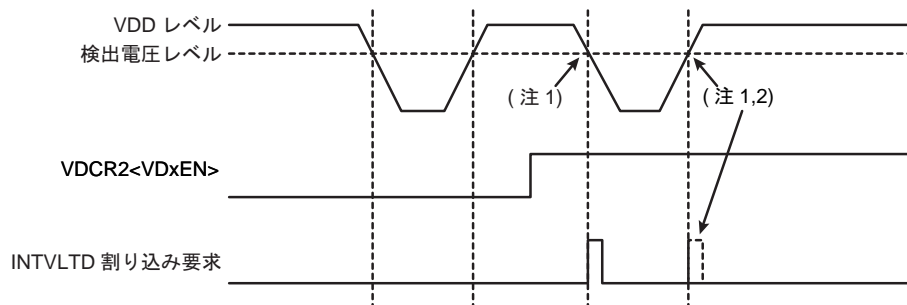 VDD レベル
検出電圧レベル
( 注 1)
( 注 1,2)
VDCR2<VDxEN>
INTVLTD 割り込み要求